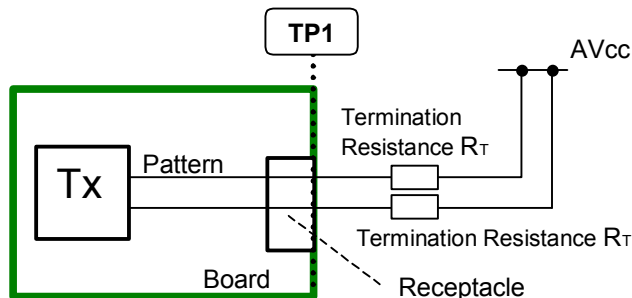 TP1
AVcc
Termination
Resistance RT
Pattern
Tx
Termination Resistance RT
Board
Receptacle